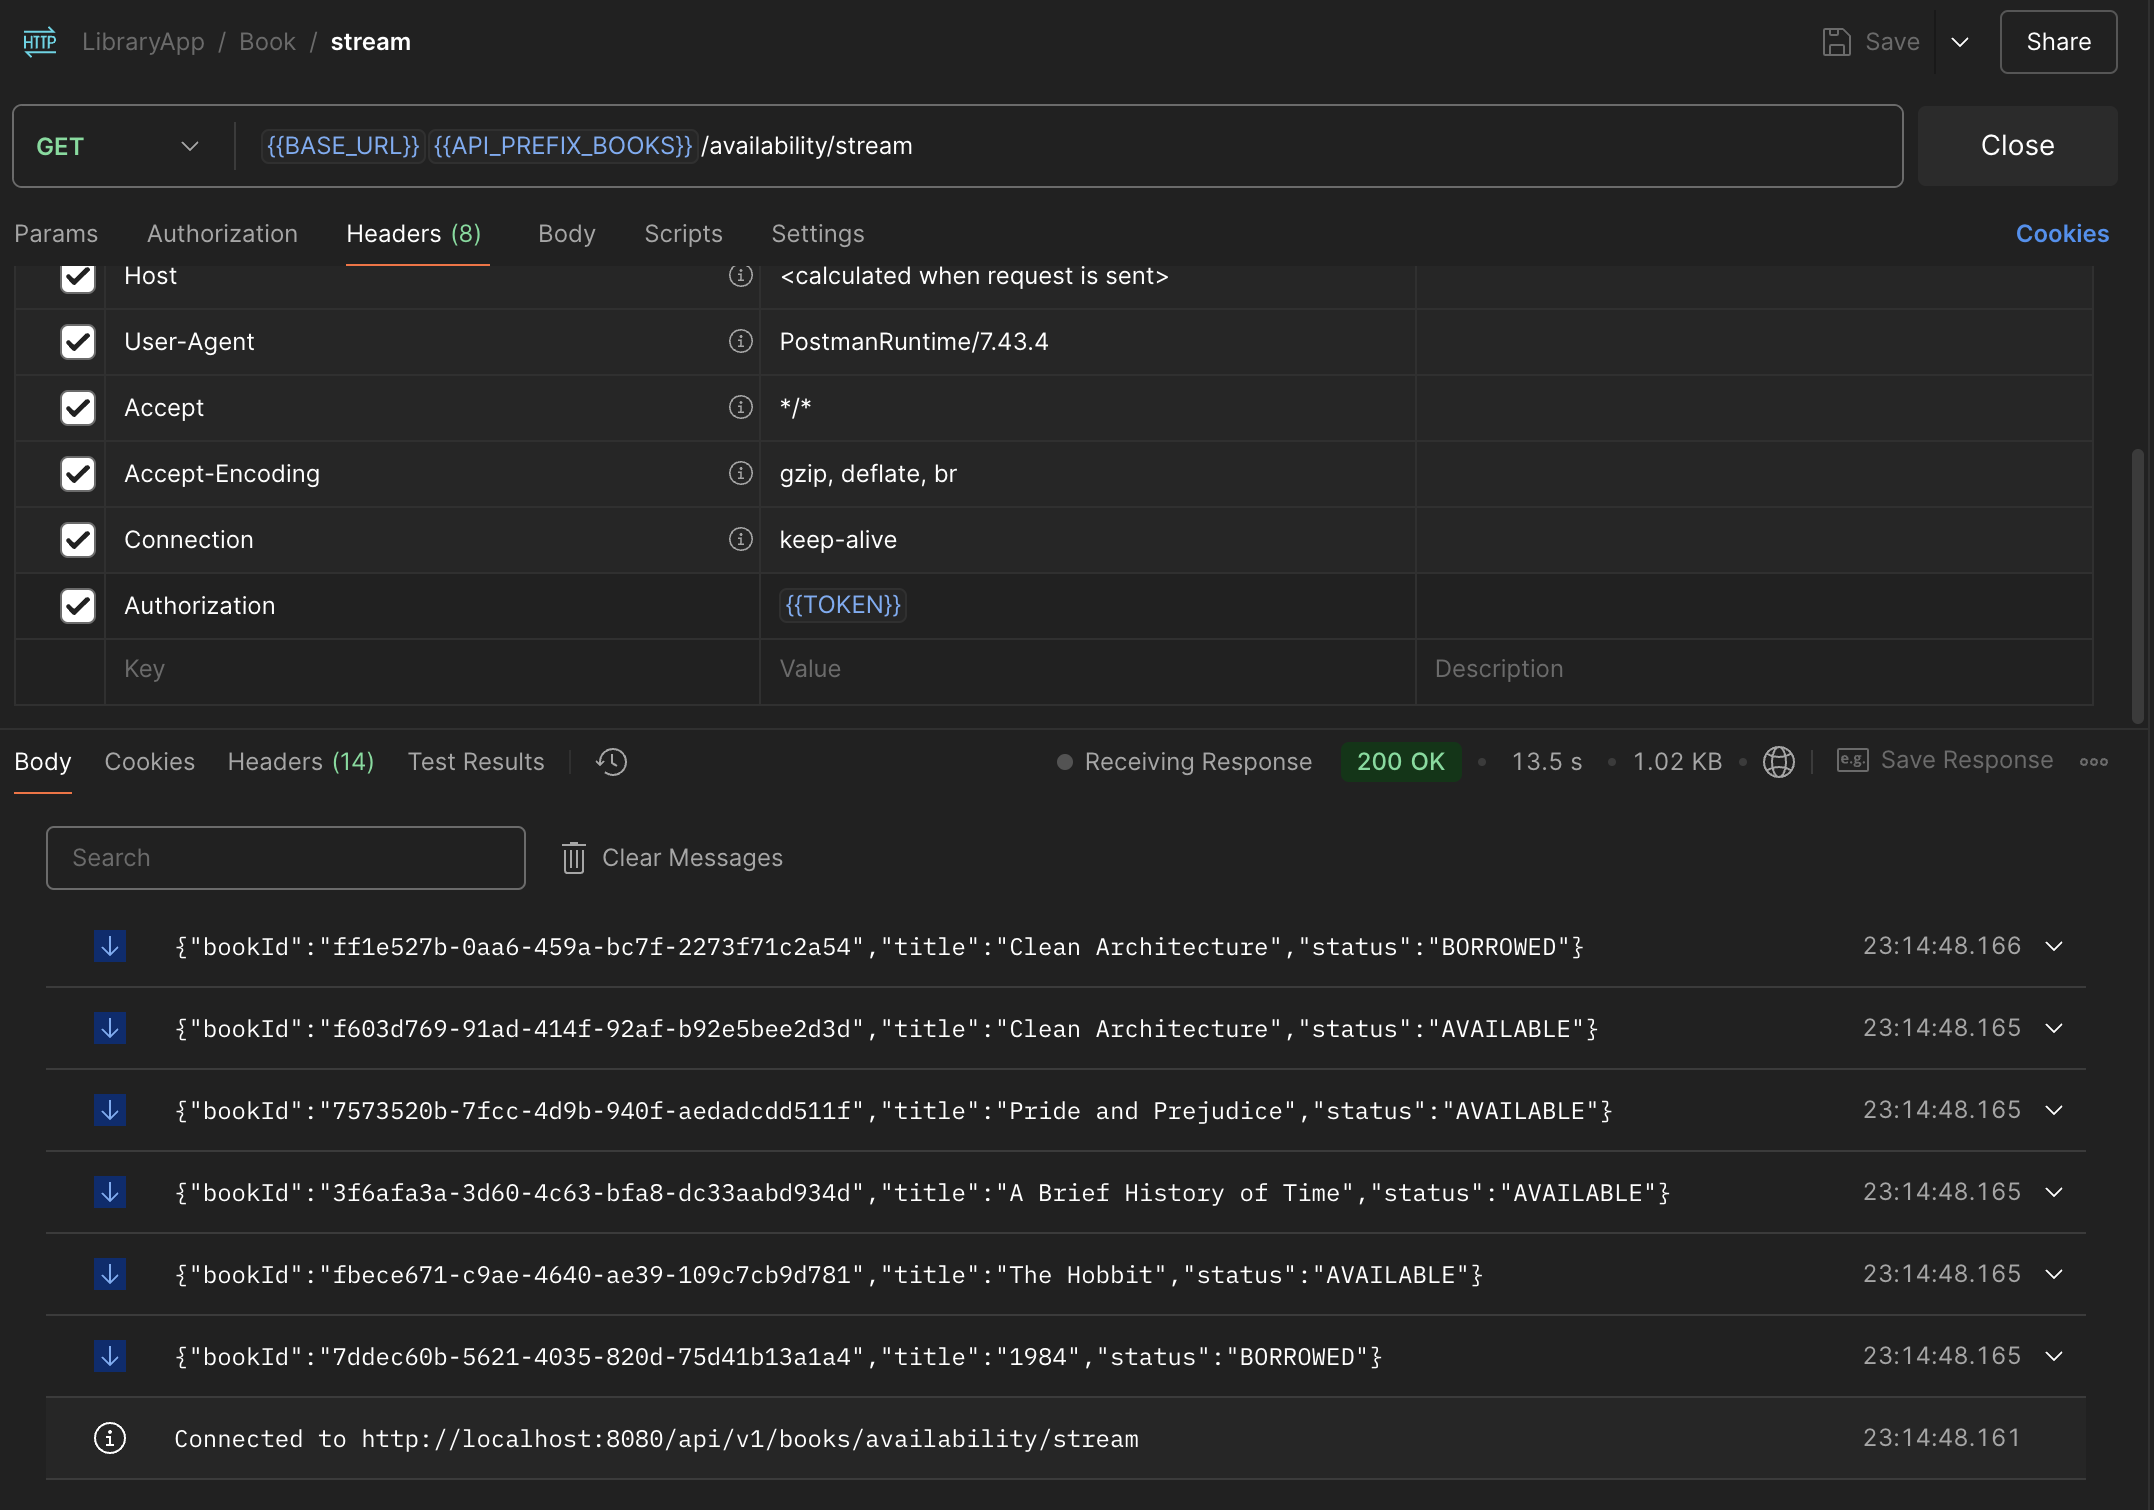 HTTP LibraryApp / Book / stream Save Share
GET {{BASE_URL}} {{API_PREFIX_BOOKS}} /availability/stream Close
Params Authorization Headers (8) Body Scripts Settings Cookies
Host <calculated when request is sent>
User-Agent PostmanRuntime/7.43.4
Accept */*
Accept-Encoding gzip, deflate, br
Connection keep-alive
Authorization {{TOKEN}}
Key Value Description
Body Cookies Headers (14) Test Results Receiving Response 200 OK • 13.5 s • 1.02 KB • e.g. Save Response
Search Clear Messages
{"bookId":"ff1e527b-0aa6-459a-bc7f-2273f71c2a54","title":"Clean Architecture","status":"BORROWED"} 23:14:48.166
{"bookId":"f603d769-91ad-414f-92af-b92e5bee2d3d","title":"Clean Architecture","status":"AVAILABLE"} 23:14:48.165
{"bookId":"7573520b-7fcc-4d9b-940f-aedadcdd511f","title":"Pride and Prejudice","status":"AVAILABLE"} 23:14:48.165
{"bookId":"3f6afa3a-3d60-4c63-bfa8-dc33aabd934d","title":"A Brief History of Time","status":"AVAILABLE"} 23:14:48.165
{"bookId":"fbece671-c9ae-4640-ae39-109c7cb9d781","title":"The Hobbit","status":"AVAILABLE"} 23:14:48.165
{"bookId":"7ddec60b-5621-4035-820d-75d41b13a1a4","title":"1984","status":"BORROWED"} 23:14:48.165
Connected to http://localhost:8080/api/v1/books/availability/stream 23:14:48.161